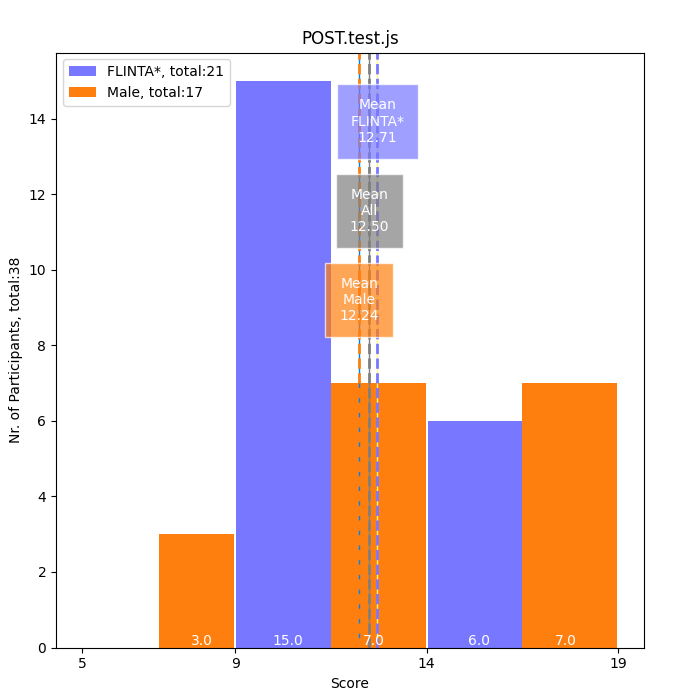 POST.test.js
FLINTA*, total:21
Male, total:17
Mean
FLINTA*
12.71
Mean
All
12.50
Mean
Male
12.24
14
12
10
8
6
4
2
0
Nr. of Participants, total:38
3.0
15.0
7.0
6.0
7.0
5
9
14
19
Score